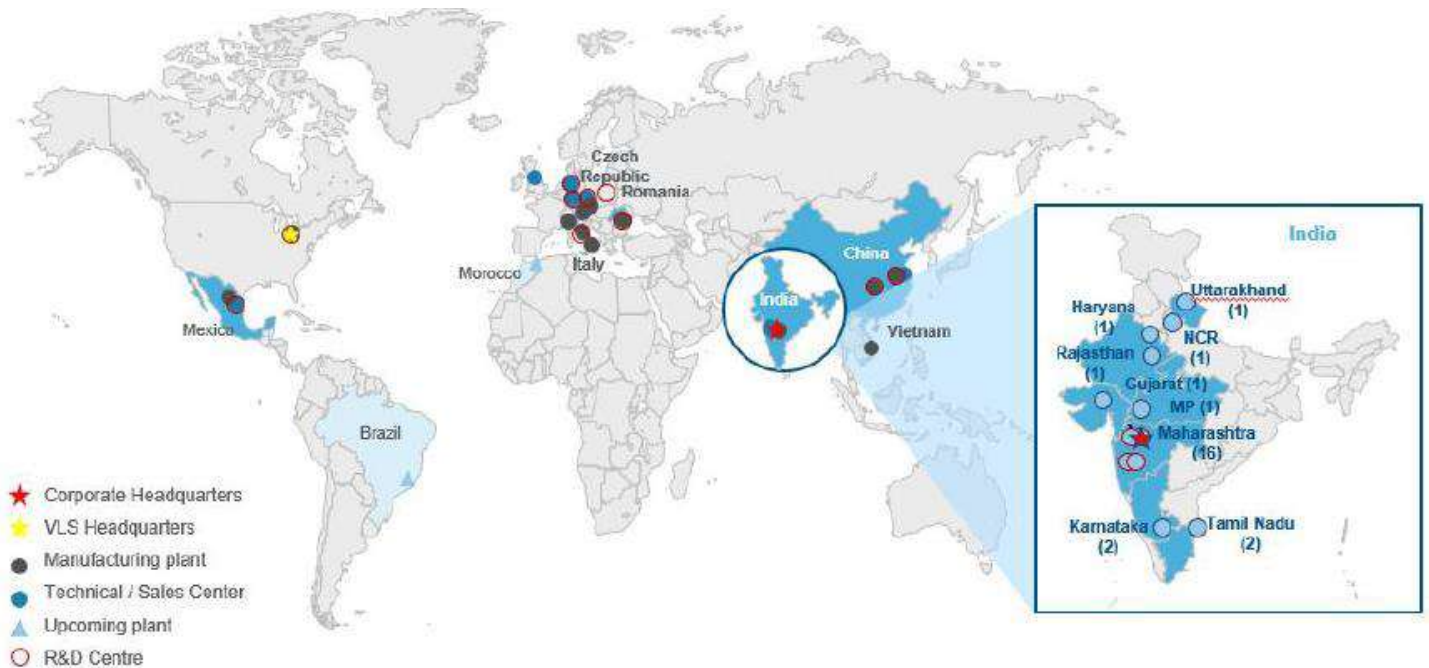 Czech
Republic
Romania
Morocco
Italy
China
India
Vietnam
Mexico
Brazil
India
Uttarakhand
(1)
Haryana
(1)
NCR
(1)
Rajasthan
(1)
Gujarat (1)
MP (1)
Maharashtra
(16)
Karnataka
(2)
Tamil Nadu
(2)
Corporate Headquarters
VLS Headquarters
Manufacturing plant
Technical / Sales Center
Upcoming plant
R&D Centre